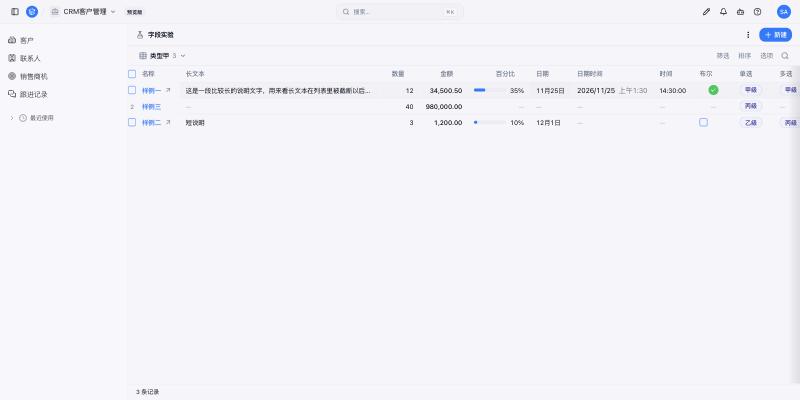 CRM客户管理 预览版 搜索... ⌘K SA
客户
联系人
销售商机
跟进记录
最近使用
字段实验 + 新建
类型甲 3 筛选 排序 选项
名称 长文本 数量 金额 百分比 日期 日期时间 时间 布尔 单选 多选
样例一 这是一段比较长的说明文字，用来看长文本在列表里被截断以后... 12 34,500.50 35% 11月25日 2026/11/25 上午1:30 14:30:00 甲级 甲级
2 样例三 — 40 980,000.00 — — — — — 丙级 —
样例二 短说明 3 1,200.00 10% 12月1日 — — 乙级 丙级
3 条记录